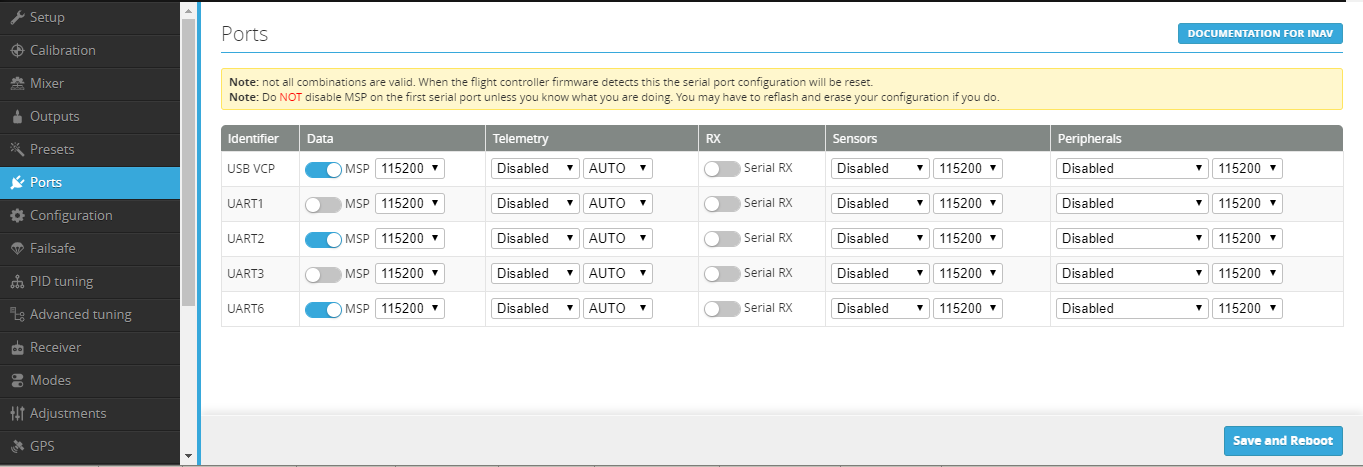 Setup
Calibration
Mixer
Outputs
Presets
Ports
Configuration
Failsafe
PID tuning
Advanced tuning
Receiver
Modes
Adjustments
GPS
Ports
DOCUMENTATION FOR INAV
Note: not all combinations are valid. When the flight controller firmware detects this the serial port configuration will be reset.
Note: Do NOT disable MSP on the first serial port unless you know what you are doing. You may have to reflash and erase your configuration if you do.
Identifier Data Telemetry RX Sensors Peripherals
USB VCP MSP 115200 Disabled AUTO Serial RX Disabled 115200 Disabled 115200
UART1 MSP 115200 Disabled AUTO Serial RX Disabled 115200 Disabled 115200
UART2 MSP 115200 Disabled AUTO Serial RX Disabled 115200 Disabled 115200
UART3 MSP 115200 Disabled AUTO Serial RX Disabled 115200 Disabled 115200
UART6 MSP 115200 Disabled AUTO Serial RX Disabled 115200 Disabled 115200
Save and Reboot